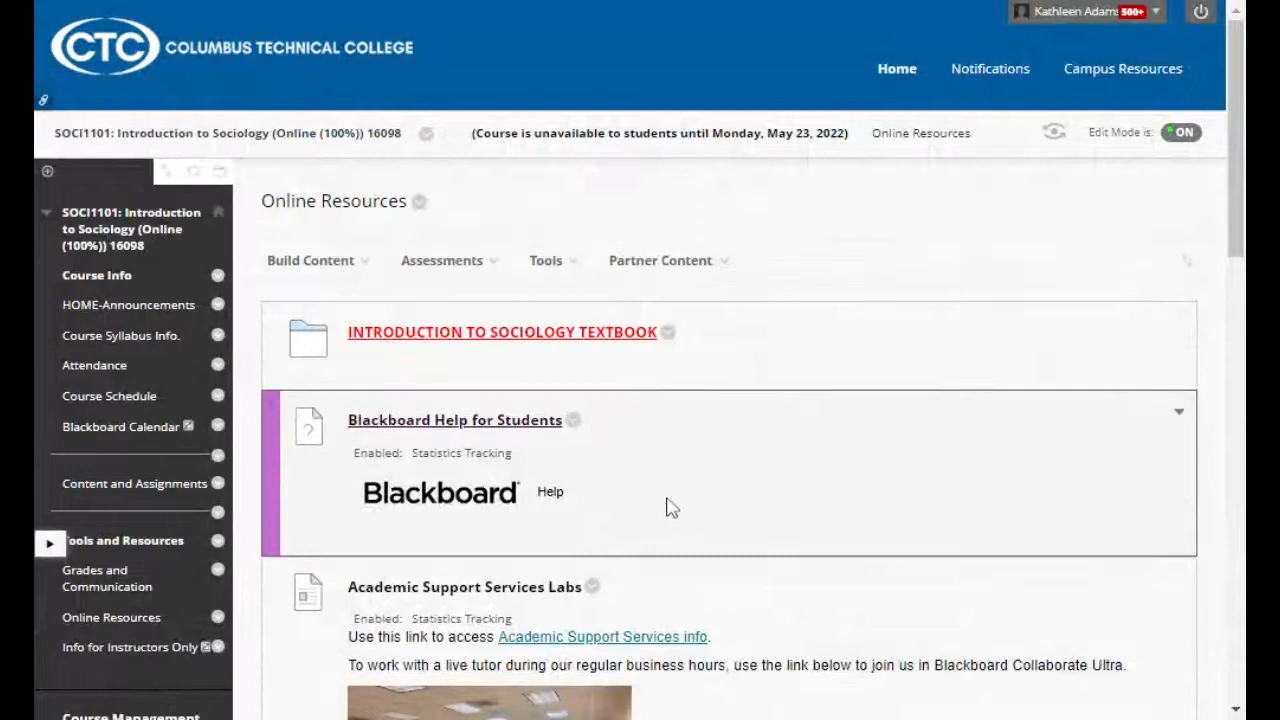 Kathleen Adams 500+
CTC COLUMBUS TECHNICAL COLLEGE
Home Notifications Campus Resources
SOCI1101: Introduction to Sociology (Online (100%)) 16098 (Course is unavailable to students until Monday, May 23, 2022) Online Resources Edit Mode is: ON
SOCI1101: Introduction
to Sociology (Online
(100%)) 16098
Course Info
HOME-Announcements
Course Syllabus Info.
Attendance
Course Schedule
Blackboard Calendar
Content and Assignments
ools and Resources
Grades and
Communication
Online Resources
Info for Instructors Only
Course Management
Online Resources
Build Content Assessments Tools Partner Content
INTRODUCTION TO SOCIOLOGY TEXTBOOK
Blackboard Help for Students
Enabled: Statistics Tracking
Blackboard Help
Academic Support Services Labs
Enabled: Statistics Tracking
Use this link to access Academic Support Services info.
To work with a live tutor during our regular business hours, use the link below to join us in Blackboard Collaborate Ultra.